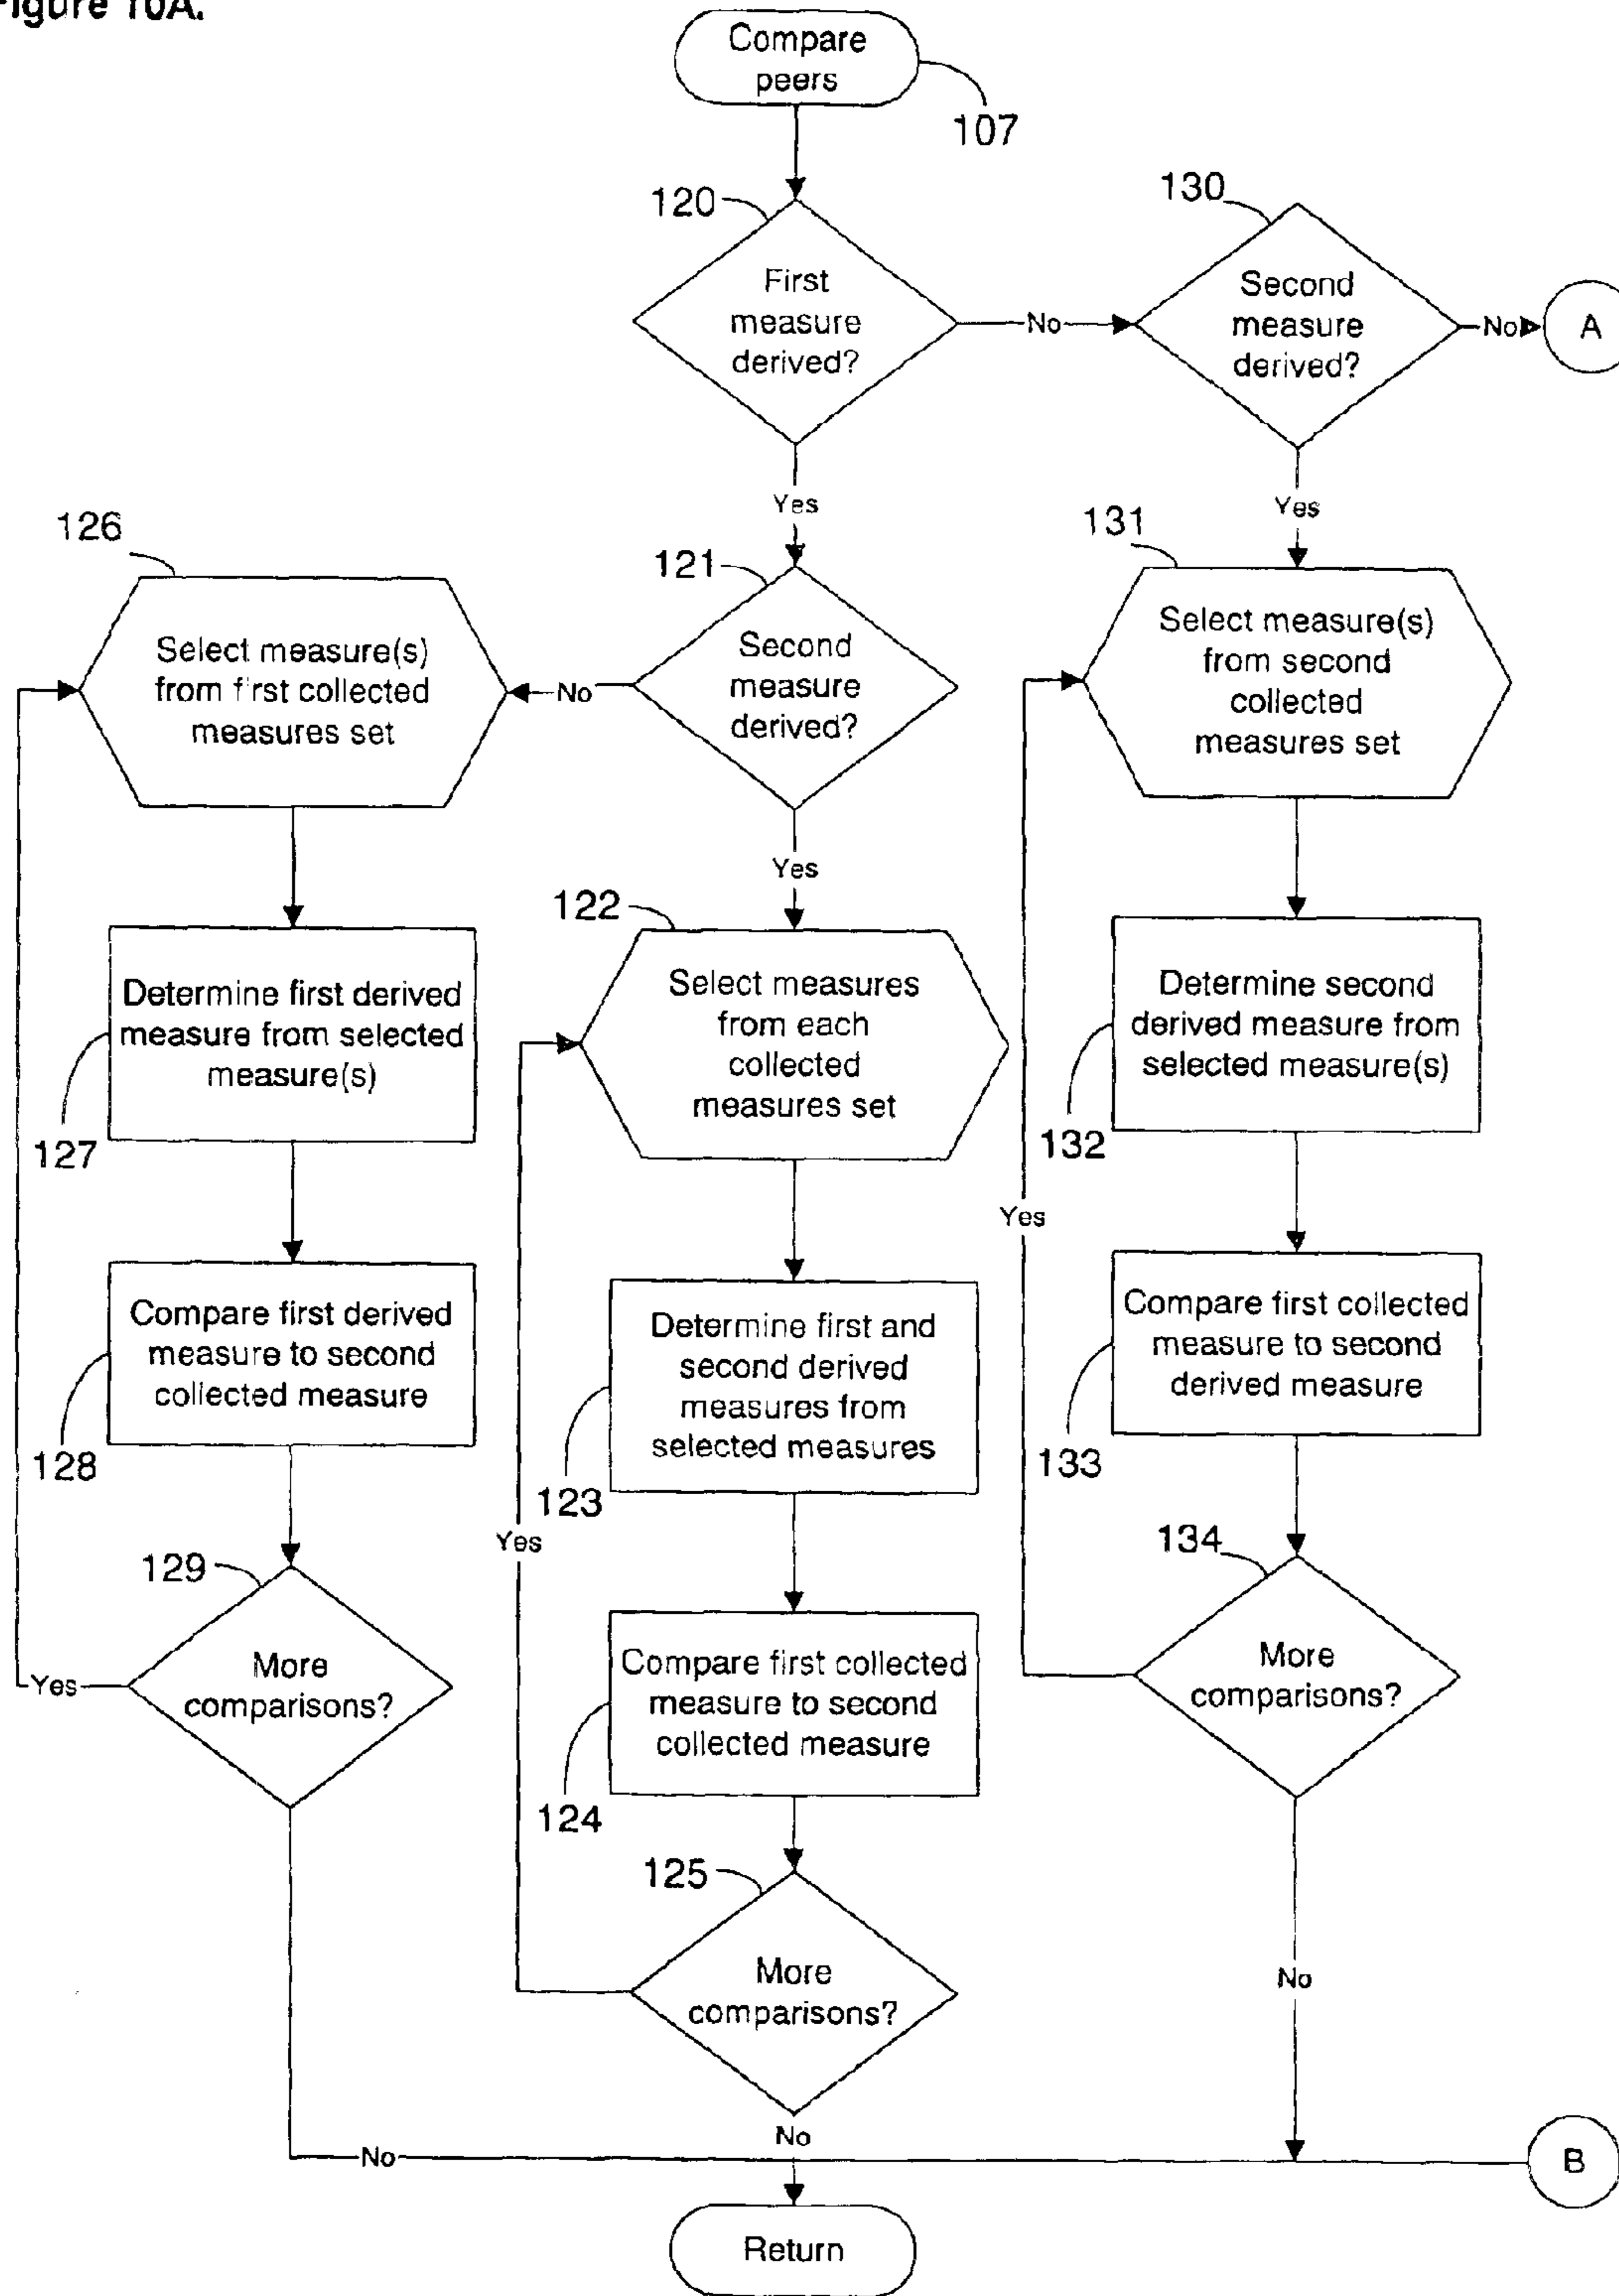 Figure 10A.
Compare
peers
107
120
First
measure
derived?
No
130
Second
measure
derived?
No
A
Yes
Yes
126
Select measure(s)
from first collected
measures set
No
121
Second
measure
derived?
131
Select measure(s)
from second
collected
measures set
Yes
122
Select measures
from each
collected
measures set
Determine first derived
measure from selected
measure(s)
127
Determine second
derived measure from
selected measure(s)
132
Yes
Compare first derived
measure to second
collected measure
128
Determine first and
second derived
measures from
selected measures
123
Compare first collected
measure to second
derived measure
133
Yes
129
More
comparisons?
Yes
Compare first collected
measure to second
collected measure
124
134
More
comparisons?
125
More
comparisons?
No
No
No
B
Return